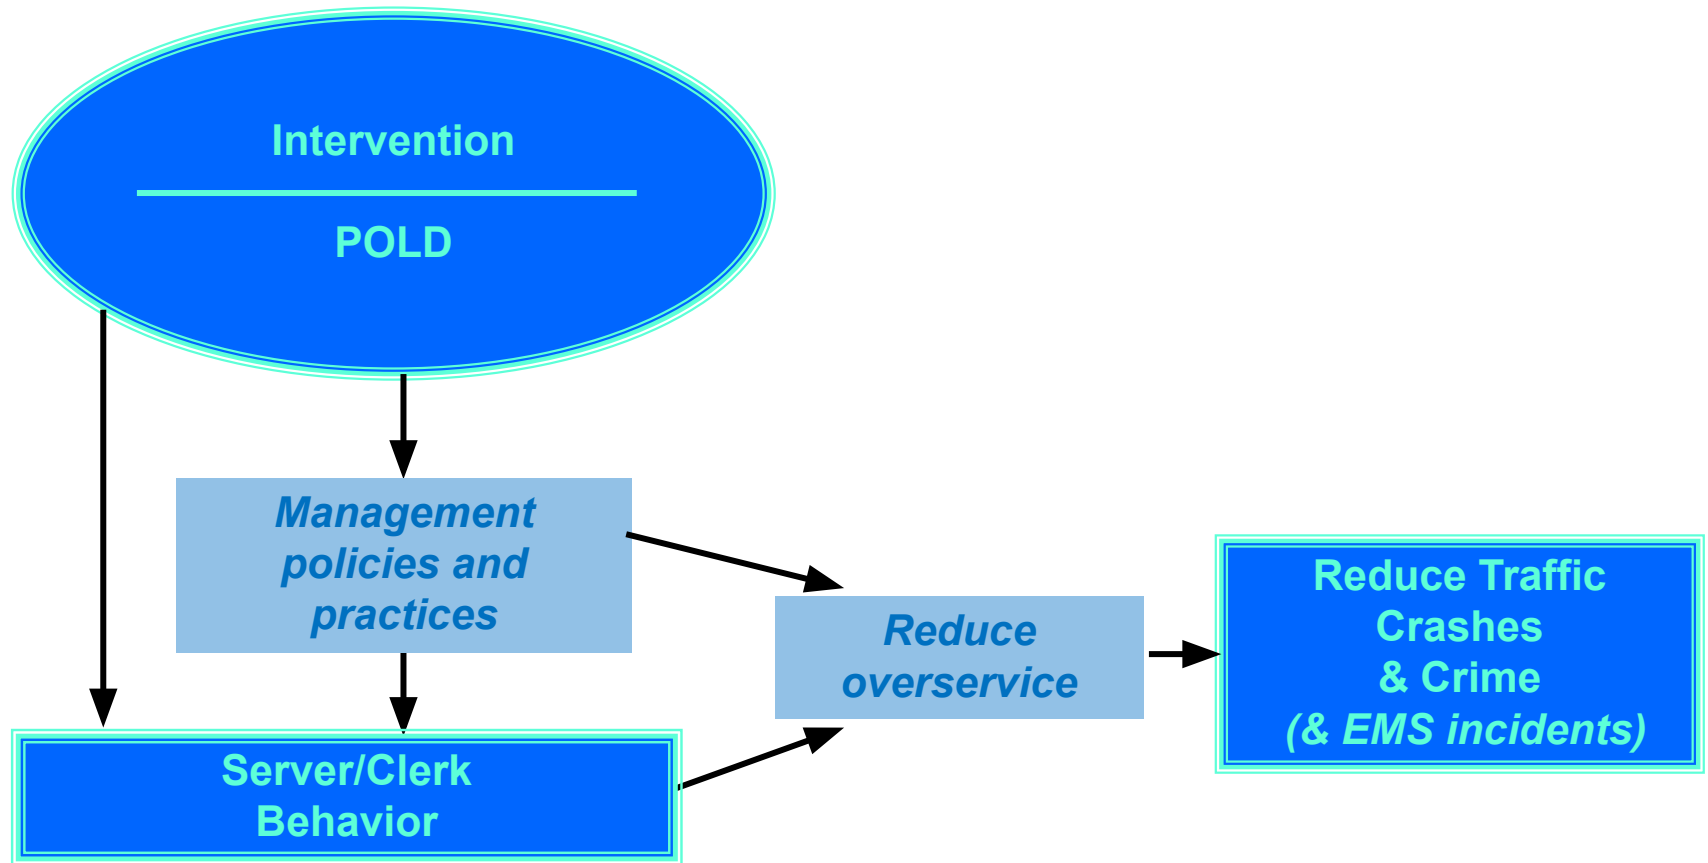 Intervention
POLD
Management
policies and
practices
Reduce
overservice
Reduce Traffic
Crashes
& Crime
(& EMS incidents)
Server/Clerk
Behavior